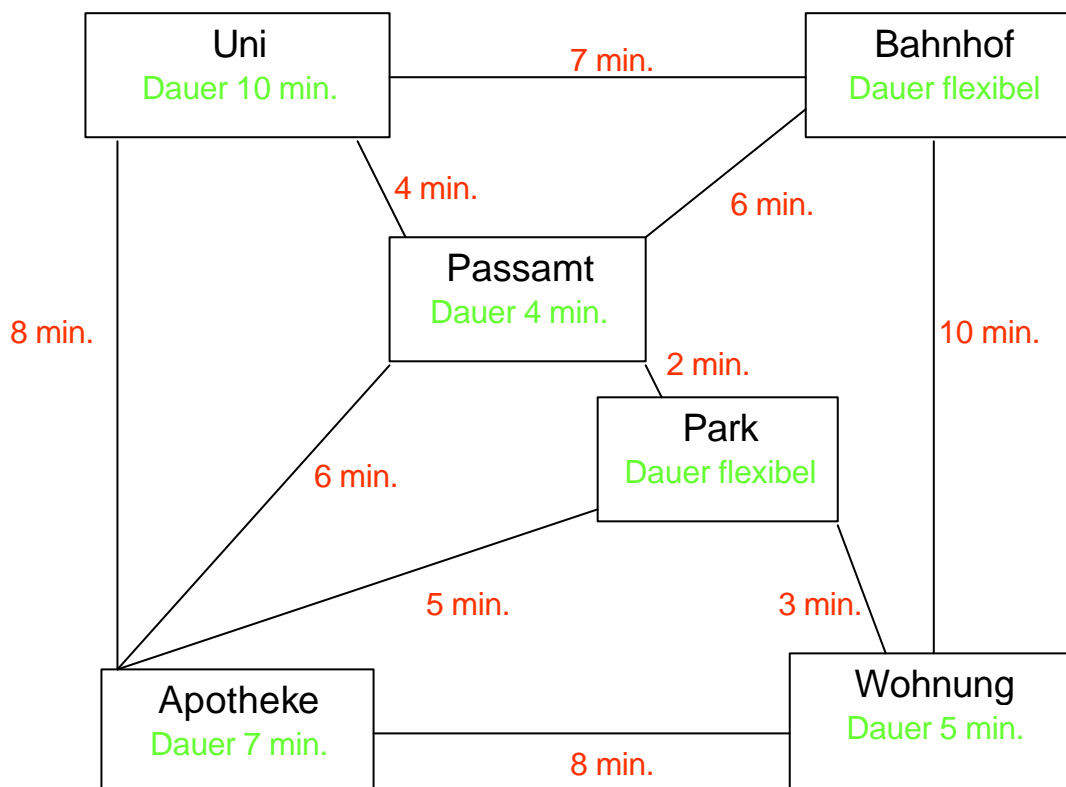 Uni
Dauer 10 min.
7 min.
Bahnhof
Dauer flexibel
4 min.
6 min.
Passamt
Dauer 4 min.
8 min.
10 min.
2 min.
Park
Dauer flexibel
6 min.
5 min.
3 min.
Apotheke
Dauer 7 min.
8 min.
Wohnung
Dauer 5 min.